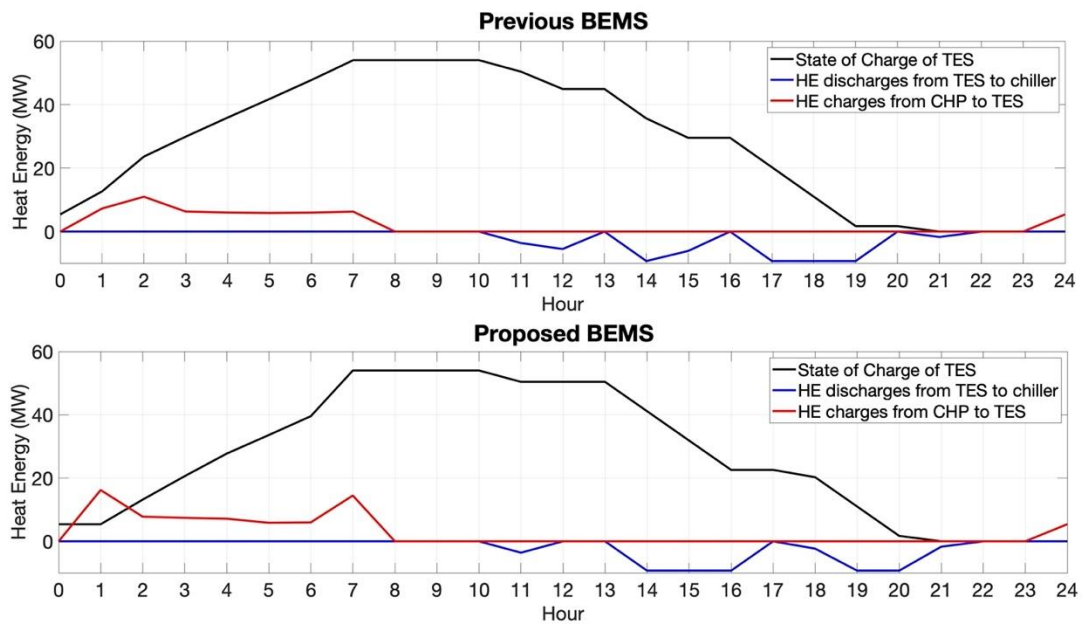 Previous BEMS
Heat Energy (MW)
60
40
20
0
State of Charge of TES
HE discharges from TES to chiller
HE charges from CHP to TES
0 1 2 3 4 5 6 7 8 9 10 11 12 13 14 15 16 17 18 19 20 21 22 23 24
Hour
Proposed BEMS
Heat Energy (MW)
60
40
20
0
State of Charge of TES
HE discharges from TES to chiller
HE charges from CHP to TES
0 1 2 3 4 5 6 7 8 9 10 11 12 13 14 15 16 17 18 19 20 21 22 23 24
Hour